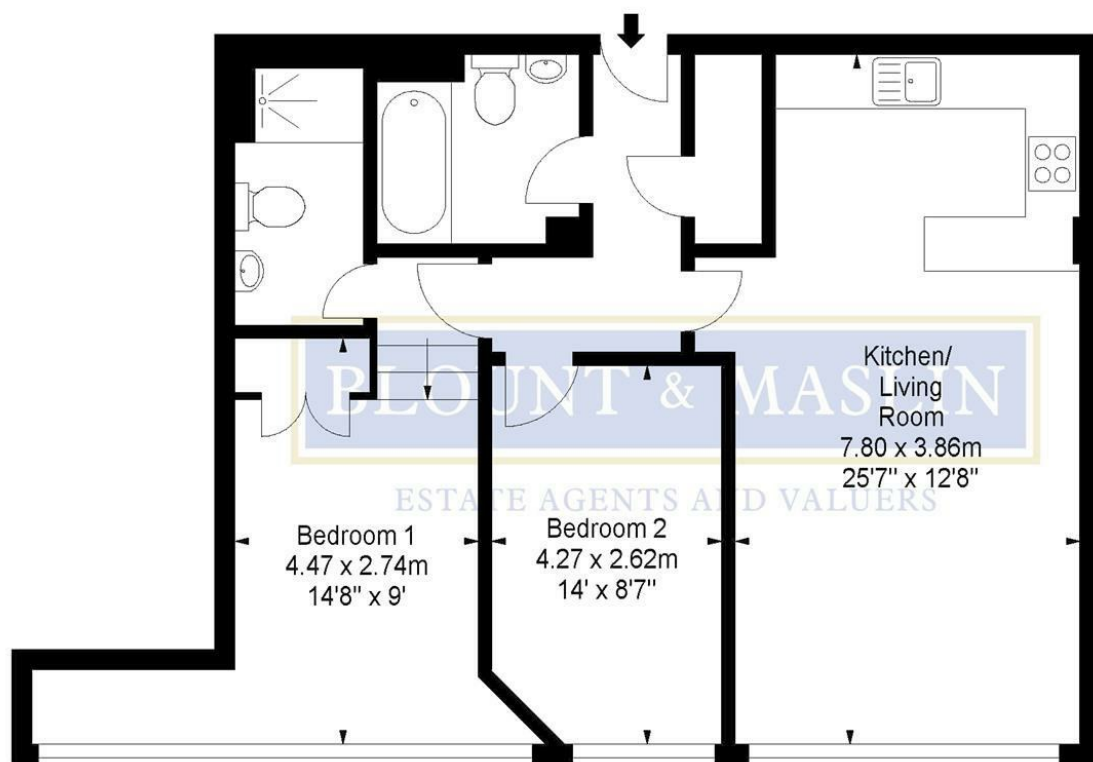 Kitchen/
Living
Room
7.80 x 3.86m
25'7" x 12'8"
BLOUNT & MASLIN
ESTATE AGENTS AND VALUERS
Bedroom 1
4.47 x 2.74m
14'8" x 9'
Bedroom 2
4.27 x 2.62m
14' x 8'7"